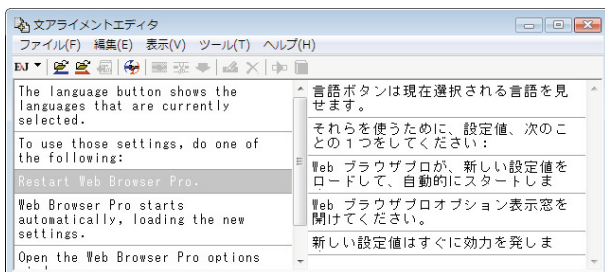 文アライメントエディタ
ファイル(F) 編集(E) 表示(V) ツール(T) ヘルプ(H)
EJ
The language button shows the
languages that are currently
selected.
To use those settings, do one of
the following:
Restart Web Browser Pro.
Web Browser Pro starts
automatically, loading the new
settings.
Open the Web Browser Pro options
言語ボタンは現在選択される言語を見
せます。
それらを使うために、設定値、次のこ
との１つをしてください：
Web ブラウザプロが、新しい設定値を
ロードして、自動的にスタートしま
Web ブラウザプロオプション表示窓を
開けてください。
新しい設定値はすぐに効力を発しま